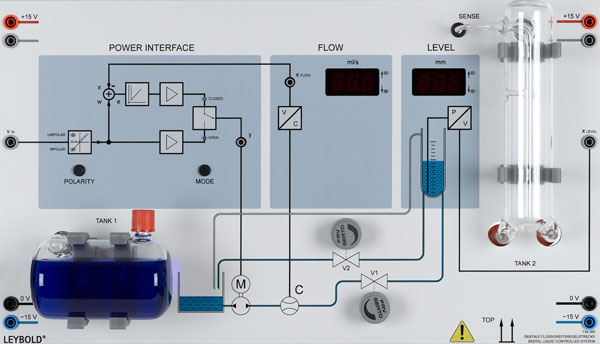 +15 V
SENSE
+15 V
POWER INTERFACE
FLOW
LEVEL
ml/s
mm
X
W
e
CLOSED
X FLOW
V
C
P
V
V IN
UNIPOLAR
BIPOLAR
OPEN
y
X LEVEL
POLARITY
MODE
TANK 1
V2
TANK 2
M
C
V1
0 V
0 V
−15 V
−15 V
TOP
LEYBOLD®
DIGITALE FLÜSSIGKEITSREGELSTRECKE
DIGITAL LIQUID CONTROLLED SYSTEM